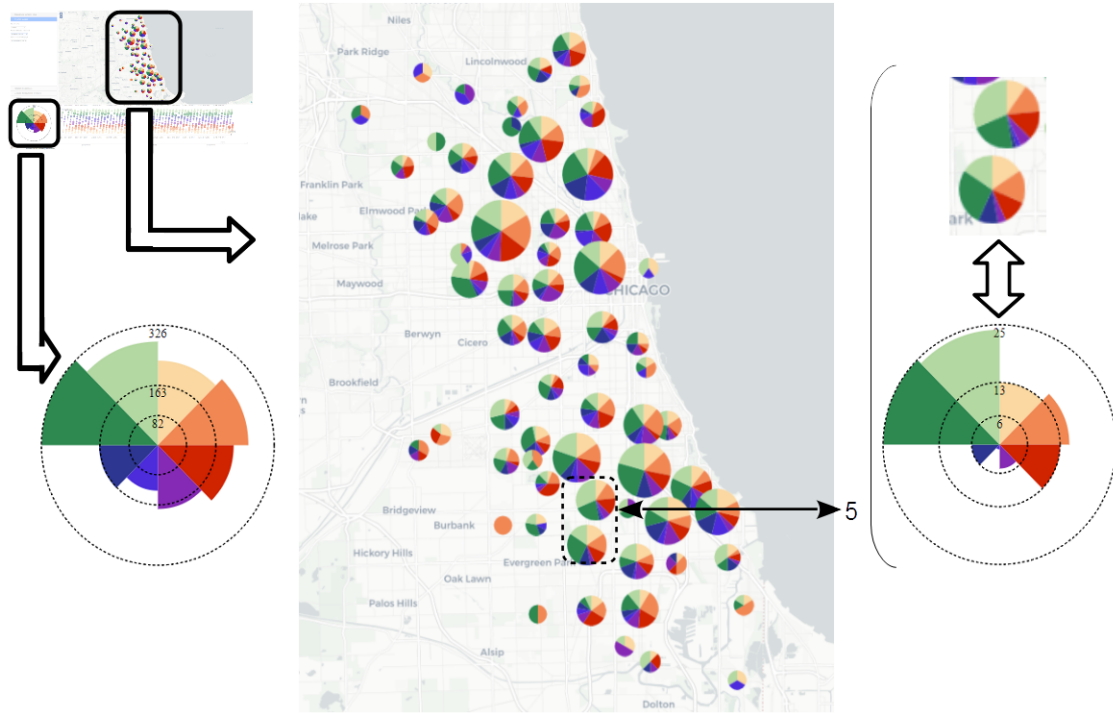 Niles
Park Ridge
Lincolnwood
Franklin Park
lake
Elmwood Park
Melrose Park
Maywood
CHICAGO
Berwyn
Cicero
Brookfield
Bridgeview
Burbank
Hickory Hills
Evergreen Pa
Oak Lawn
Palos Hills
Alsip
Dolton
326
163
82
5
ark
25
13
6